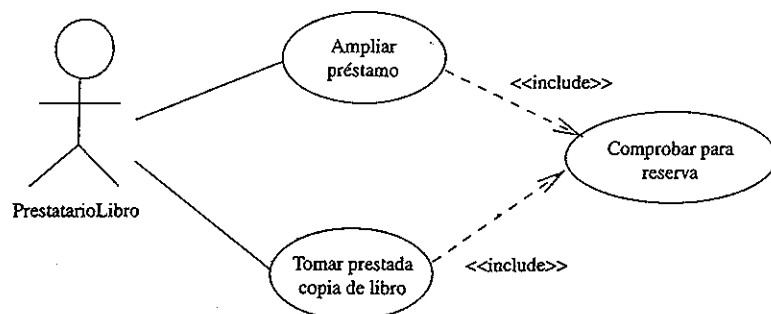 Ampliar
préstamo
<<include>>
Comprobar para
reserva
PrestatarioLibro
Tomar prestada
copia de libro
<<include>>